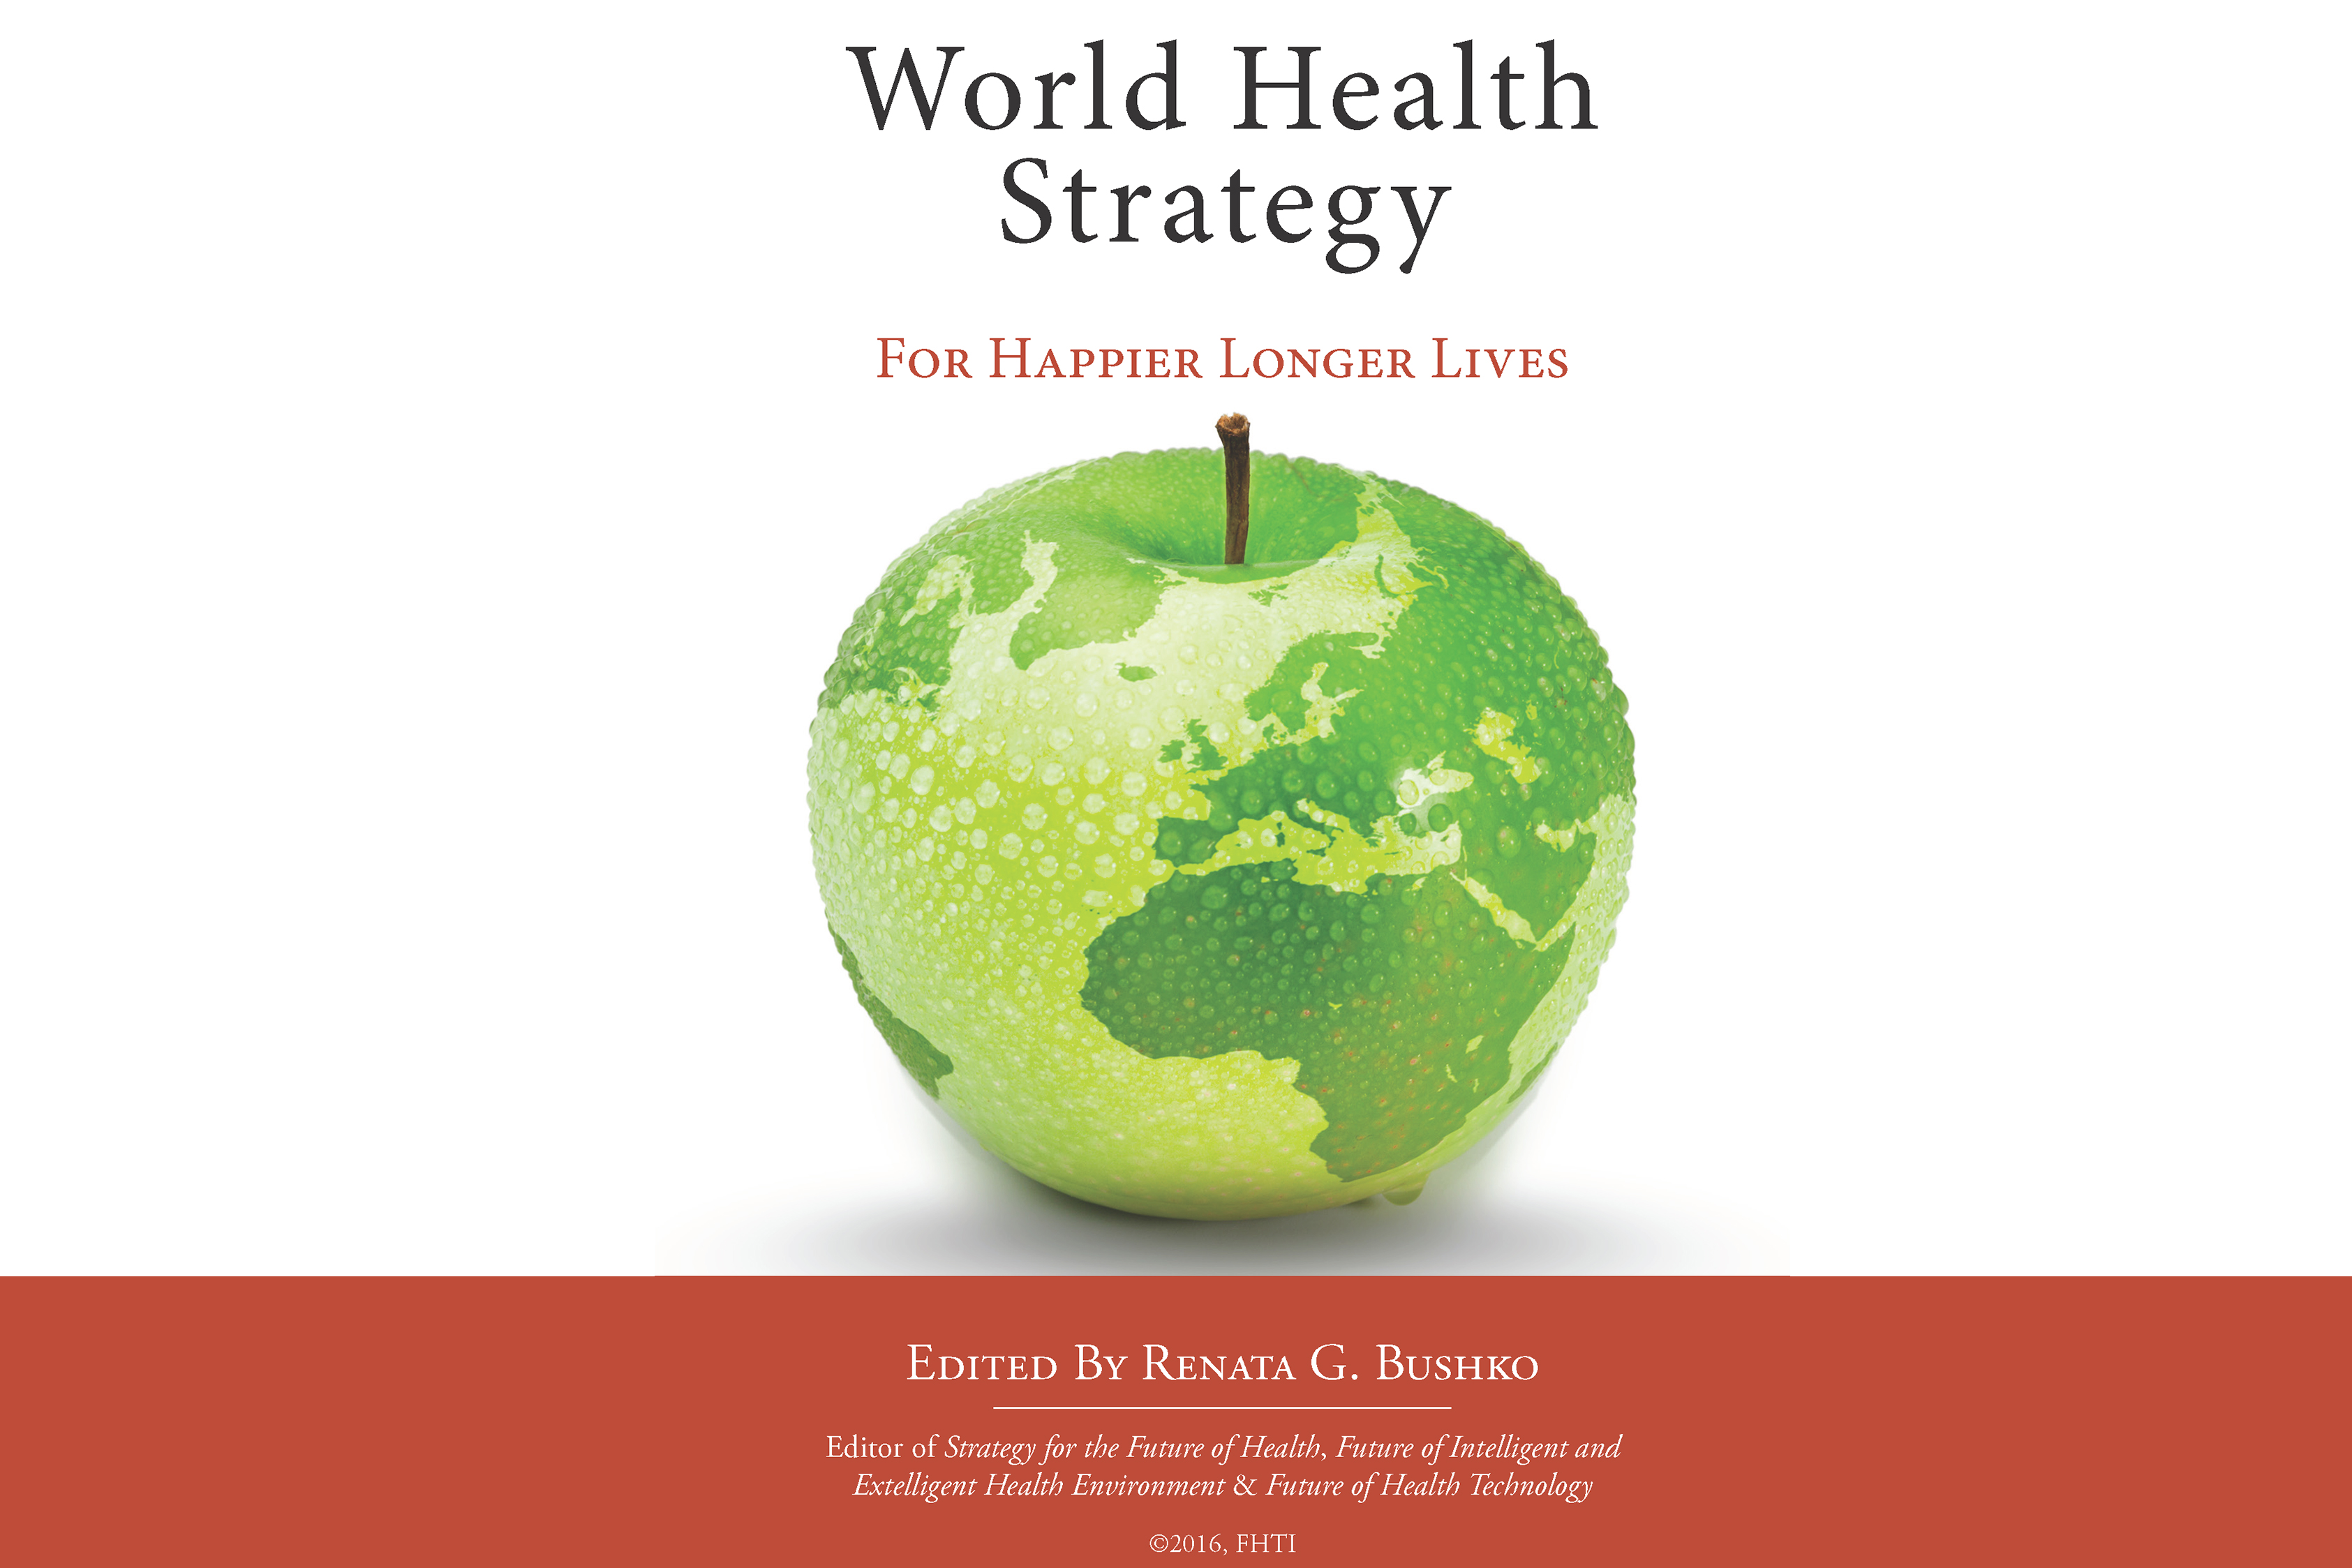 World Health
Strategy
For Happier Longer Lives
Edited By Renata G. Bushko
Editor of Strategy for the Future of Health, Future of Intelligent and
Extelligent Health Environment & Future of Health Technology
©2016, FHTI